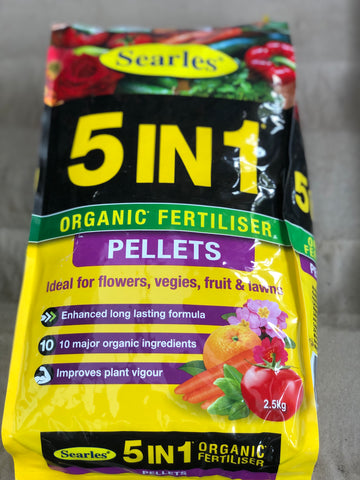 Searles®
5 IN 1®
ORGANIC FERTILISER
PELLETS
Ideal for flowers, vegies, fruit & lawns
Enhanced long lasting formula
10 10 major organic ingredients
Improves plant vigour
2.5kg
Searles® 5 IN 1® ORGANIC
FERTILISER
PELLETS